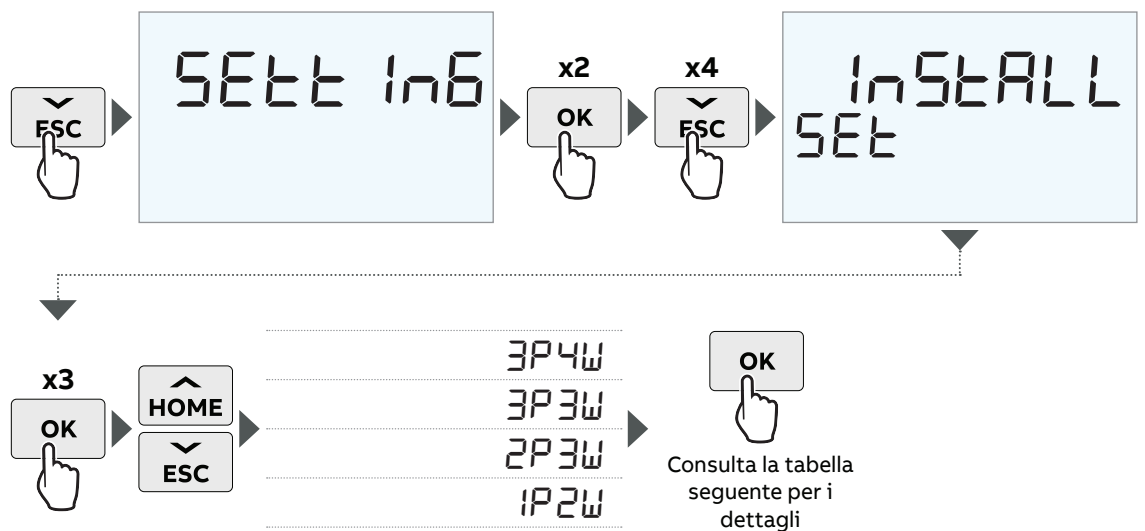 x2
x4
ESC
SEtt InG
OK
ESC
InStALL
SEt
x3
OK
HOME
ESC
3P4W
3P3W
2P3W
1P2W
OK
Consulta la tabella
seguente per i
dettagli